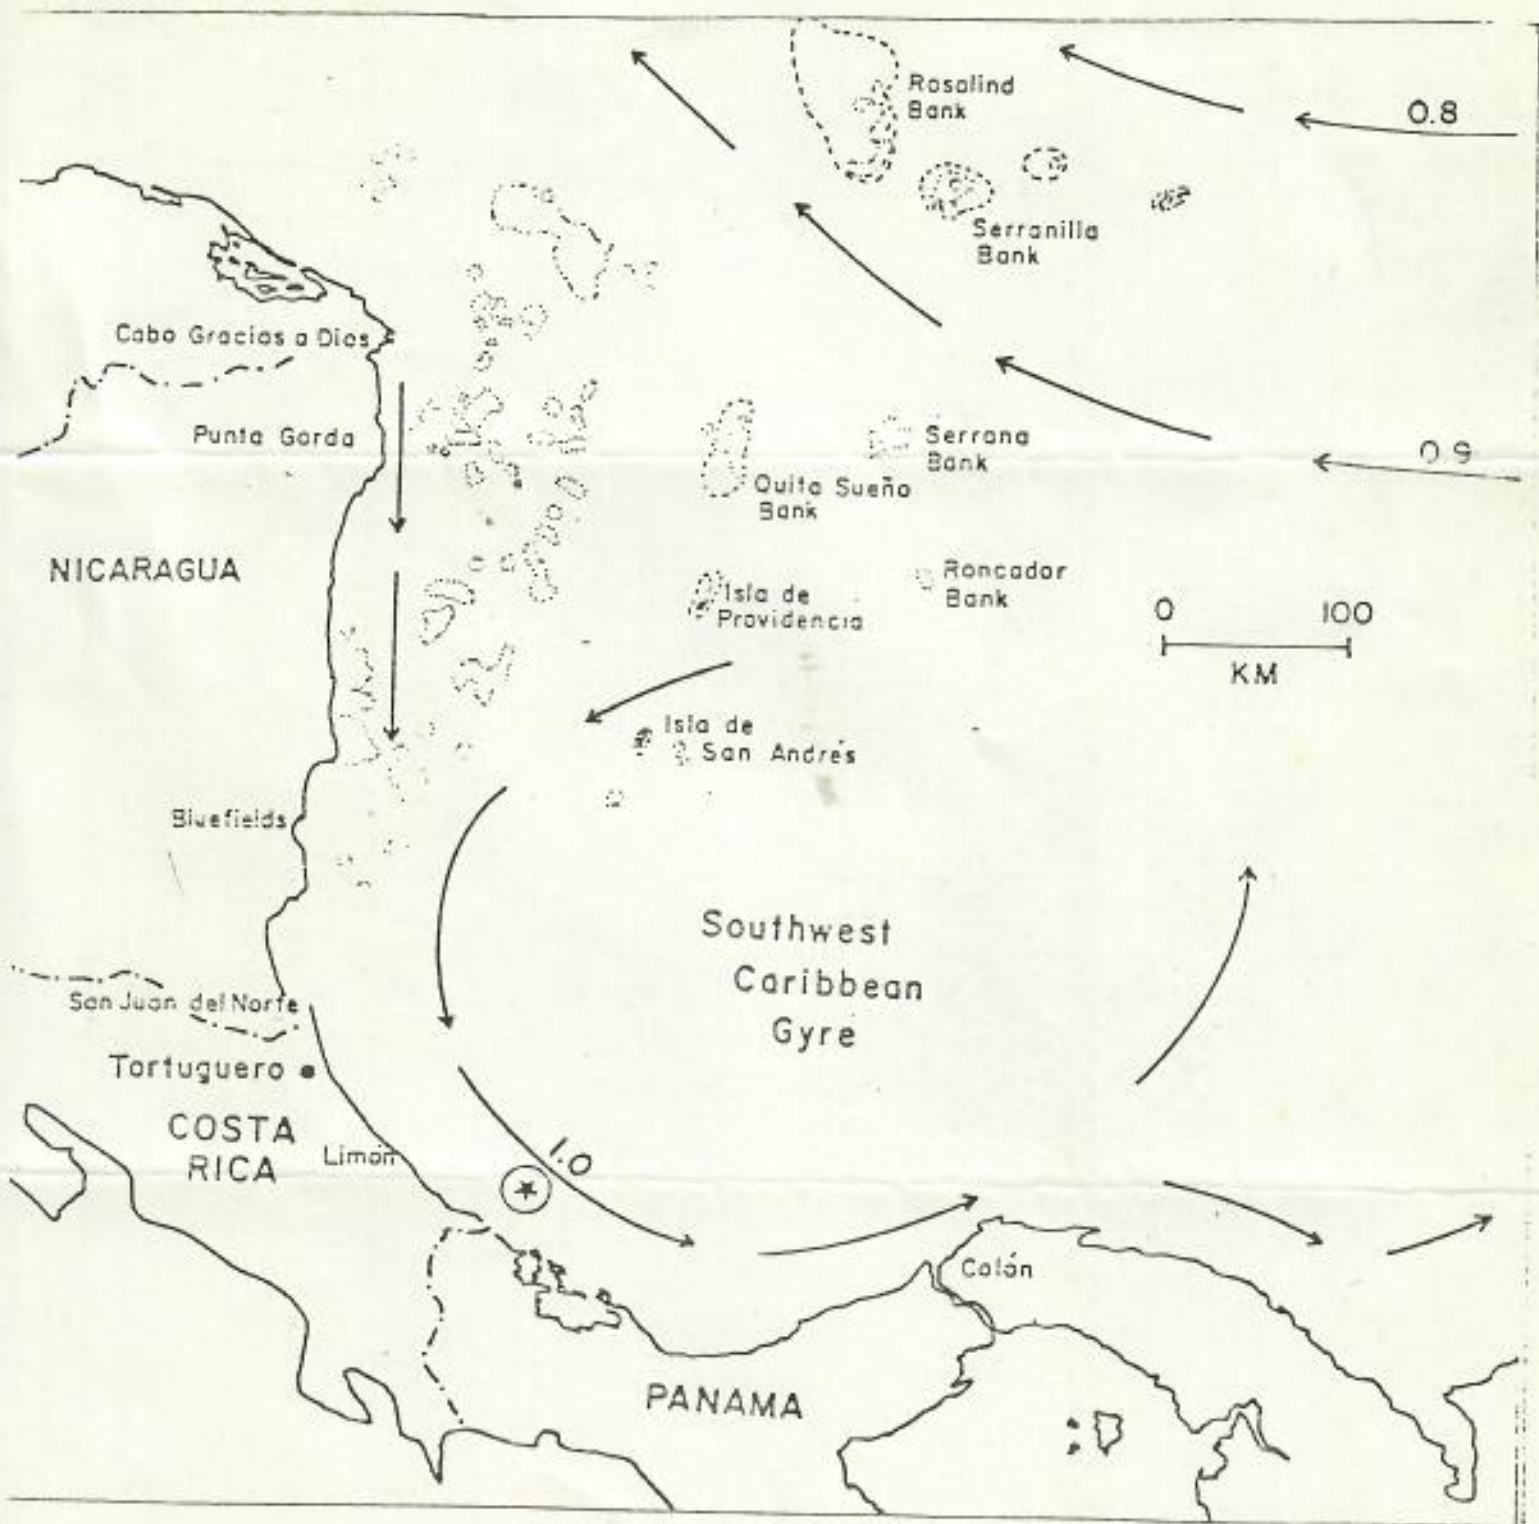 Rosalind
Bank
0.8
Serranilla
Bank
Cabo Gracias a Dios
Punta Gorda
Serrana
Bank
0.9
Quita Sueño
Bank
NICARAGUA
Isla de
Providencia
Roncador
Bank
0 100
KM
Isla de
San Andrés
Bluefields
Southwest
Caribbean
Gyre
San Juan del Norte
Tortuguero
COSTA
RICA
Limón
1.0
Colón
PANAMA